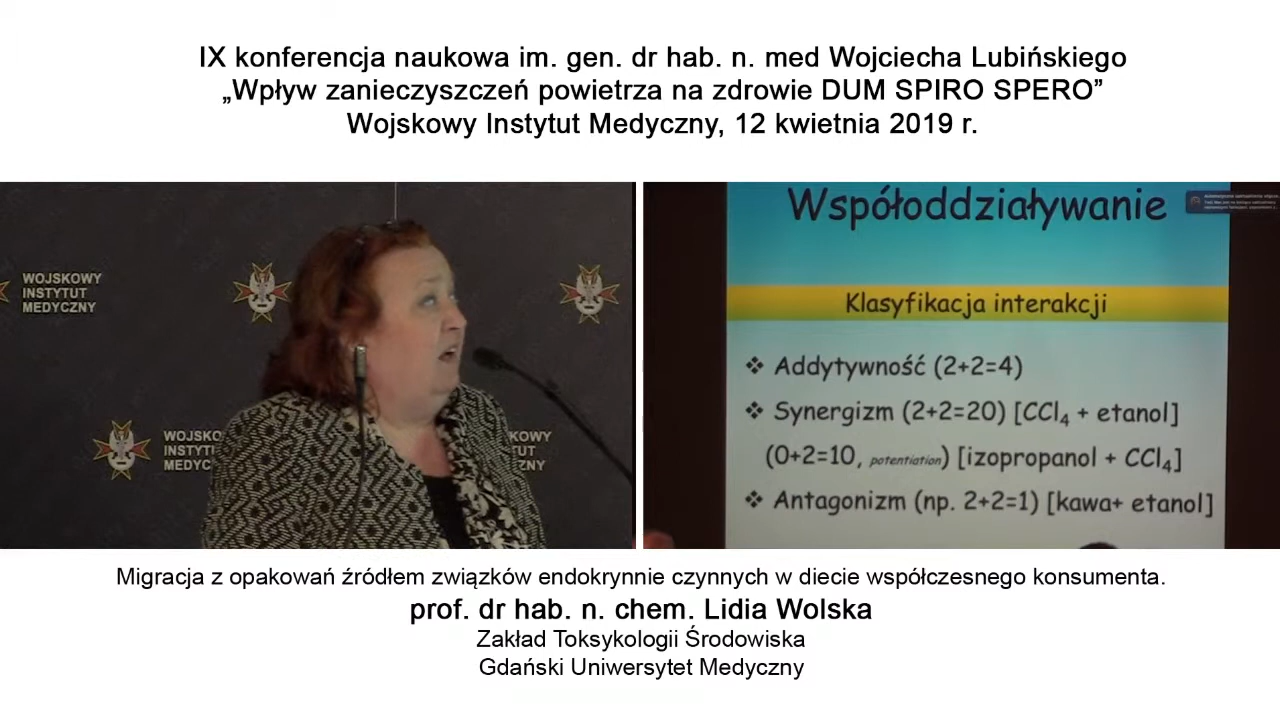 IX konferencja naukowa im. gen. dr hab. n. med Wojciecha Lubińskiego
„Wpływ zanieczyszczeń powietrza na zdrowie DUM SPIRO SPERO”
Wojskowy Instytut Medyczny, 12 kwietnia 2019 r.
WOJSKOWY
INSTYTUT
MEDYCZNY
WOJSKO
INSTYT
MEDYC
KOWY
UT
ZNY
Współoddziaływanie
Klasyfikacja interakcji
❖ Addytywność (2+2=4)
❖ Synergizm (2+2=20) [CCl₄ + etanol]
(0+2=10, potentiation) [izopropanol + CCl₄]
❖ Antagonizm (np. 2+2=1) [kawa+ etanol]
Migracja z opakowań źródłem związków endokrynnie czynnych w diecie współczesnego konsumenta.
prof. dr hab. n. chem. Lidia Wolska
Zakład Toksykologii Środowiska
Gdański Uniwersytet Medyczny